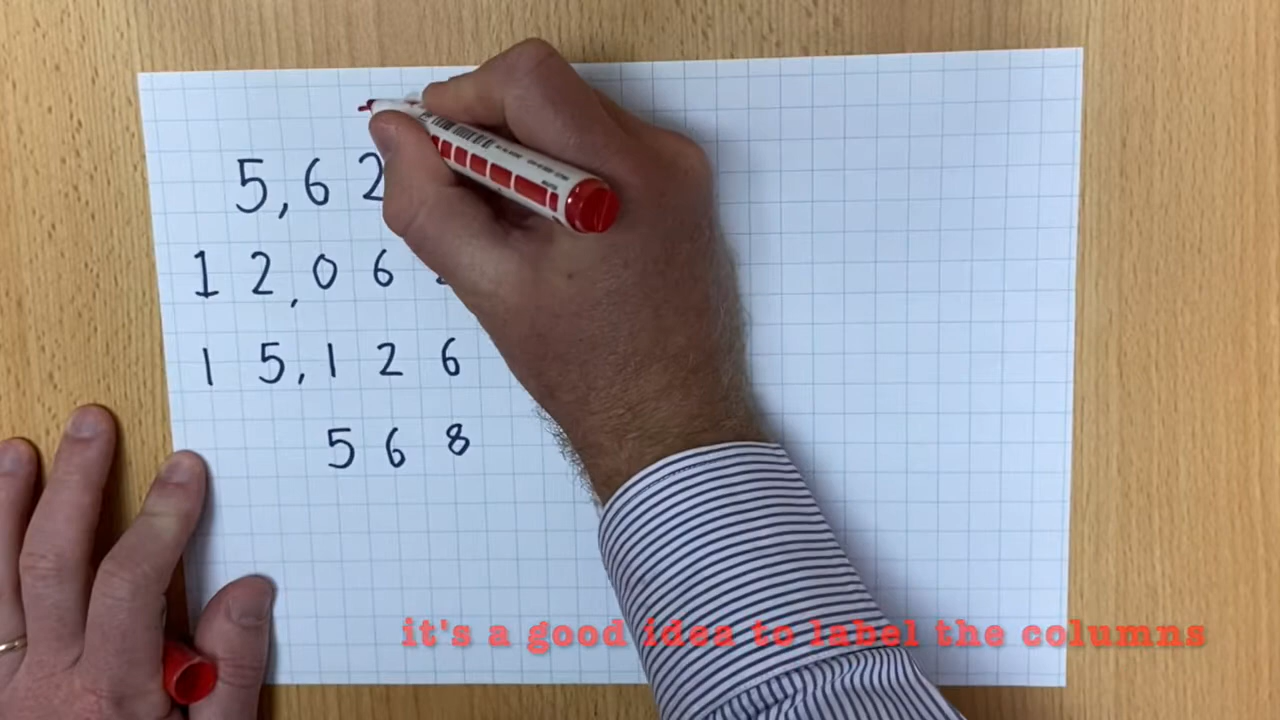 5,62
12,06
15,126
568
it's a good idea to label the columns